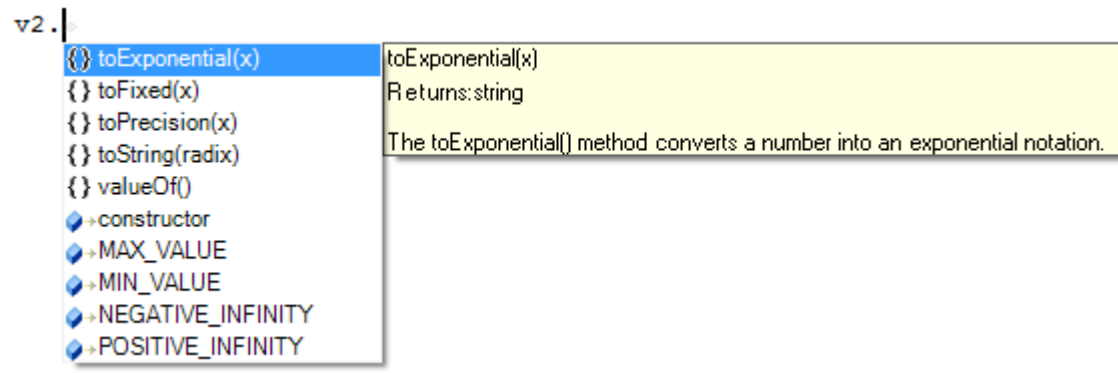 v2.
{} toExponential(x)
{} toFixed(x)
{} toPrecision(x)
{} toString(radix)
{} valueOf()
constructor
MAX_VALUE
MIN_VALUE
NEGATIVE_INFINITY
POSITIVE_INFINITY
toExponential(x)
Returns:string
The toExponential() method converts a number into an exponential notation.